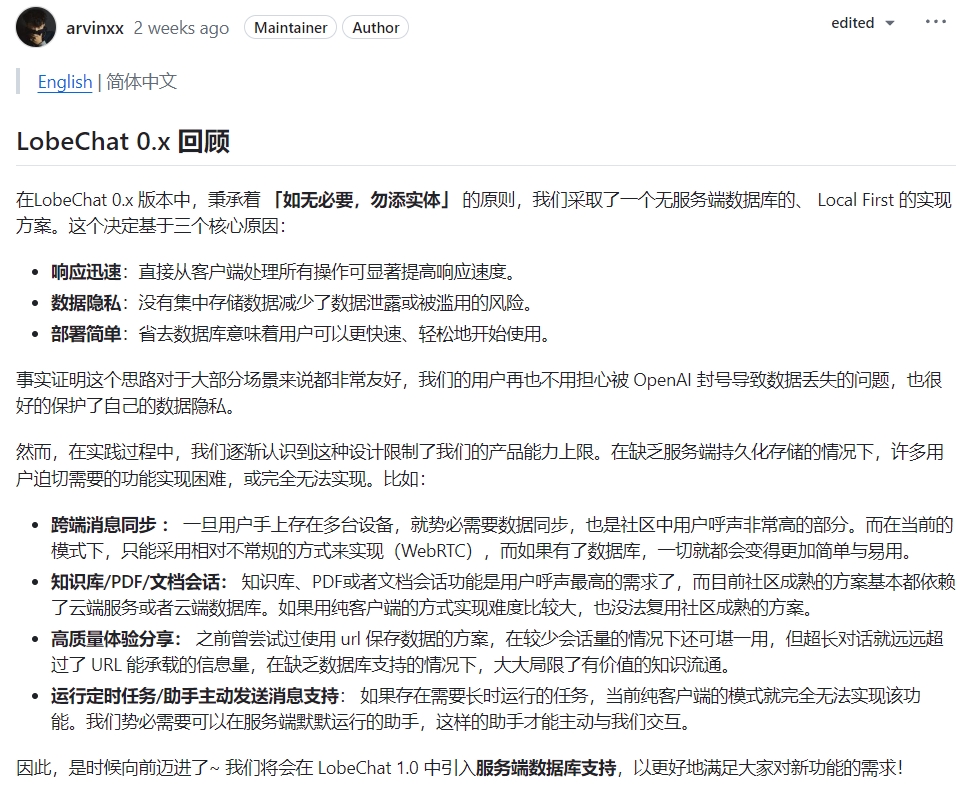 arvinxx 2 weeks ago Maintainer Author edited
English | 简体中文
LobeChat 0.x 回顾
在LobeChat 0.x 版本中，秉承着 「如无必要，勿添实体」 的原则，我们采取了一个无服务端数据库的、 Local First 的实现
方案。这个决定基于三个核心原因：
• 响应迅速：直接从客户端处理所有操作可显著提高响应速度。
• 数据隐私：没有集中存储数据减少了数据泄露或被滥用的风险。
• 部署简单：省去数据库意味着用户可以更快速、轻松地开始使用。
事实证明这个思路对于大部分场景来说都非常友好，我们的用户再也不用担心被 OpenAI 封号导致数据丢失的问题，也很
好的保护了自己的数据隐私。
然而，在实践过程中，我们逐渐认识到这种设计限制了我们的产品能力上限。在缺乏服务端持久化存储的情况下，许多用
户迫切需要的功能实现困难，或完全无法实现。比如：
• 跨端消息同步 ： 一旦用户手上存在多台设备，就势必需要数据同步，也是社区中用户呼声非常高的部分。而在当前的
模式下，只能采用相对不常规的方式来实现（WebRTC），而如果有了数据库，一切就都会变得更加简单与易用。
• 知识库/PDF/文档会话： 知识库、PDF或者文档会话功能是用户呼声最高的需求了，而目前社区成熟的方案基本都依赖
了云端服务或者云端数据库。如果用纯客户端的方式实现难度比较大，也没法复用社区成熟的方案。
• 高质量体验分享： 之前曾尝试过使用 url 保存数据的方案，在较少会话量的情况下还可堪一用，但超长对话就远远超
过了 URL 能承载的信息量，在缺乏数据库支持的情况下，大大局限了有价值的知识流通。
• 运行定时任务/助手主动发送消息支持： 如果存在需要长时运行的任务，当前纯客户端的模式就完全无法实现该功
能。我们势必需要可以在服务端默默运行的助手，这样的助手才能主动与我们交互。
因此，是时候向前迈进了~ 我们将会在 LobeChat 1.0 中引入服务端数据库支持，以更好地满足大家对新功能的需求！